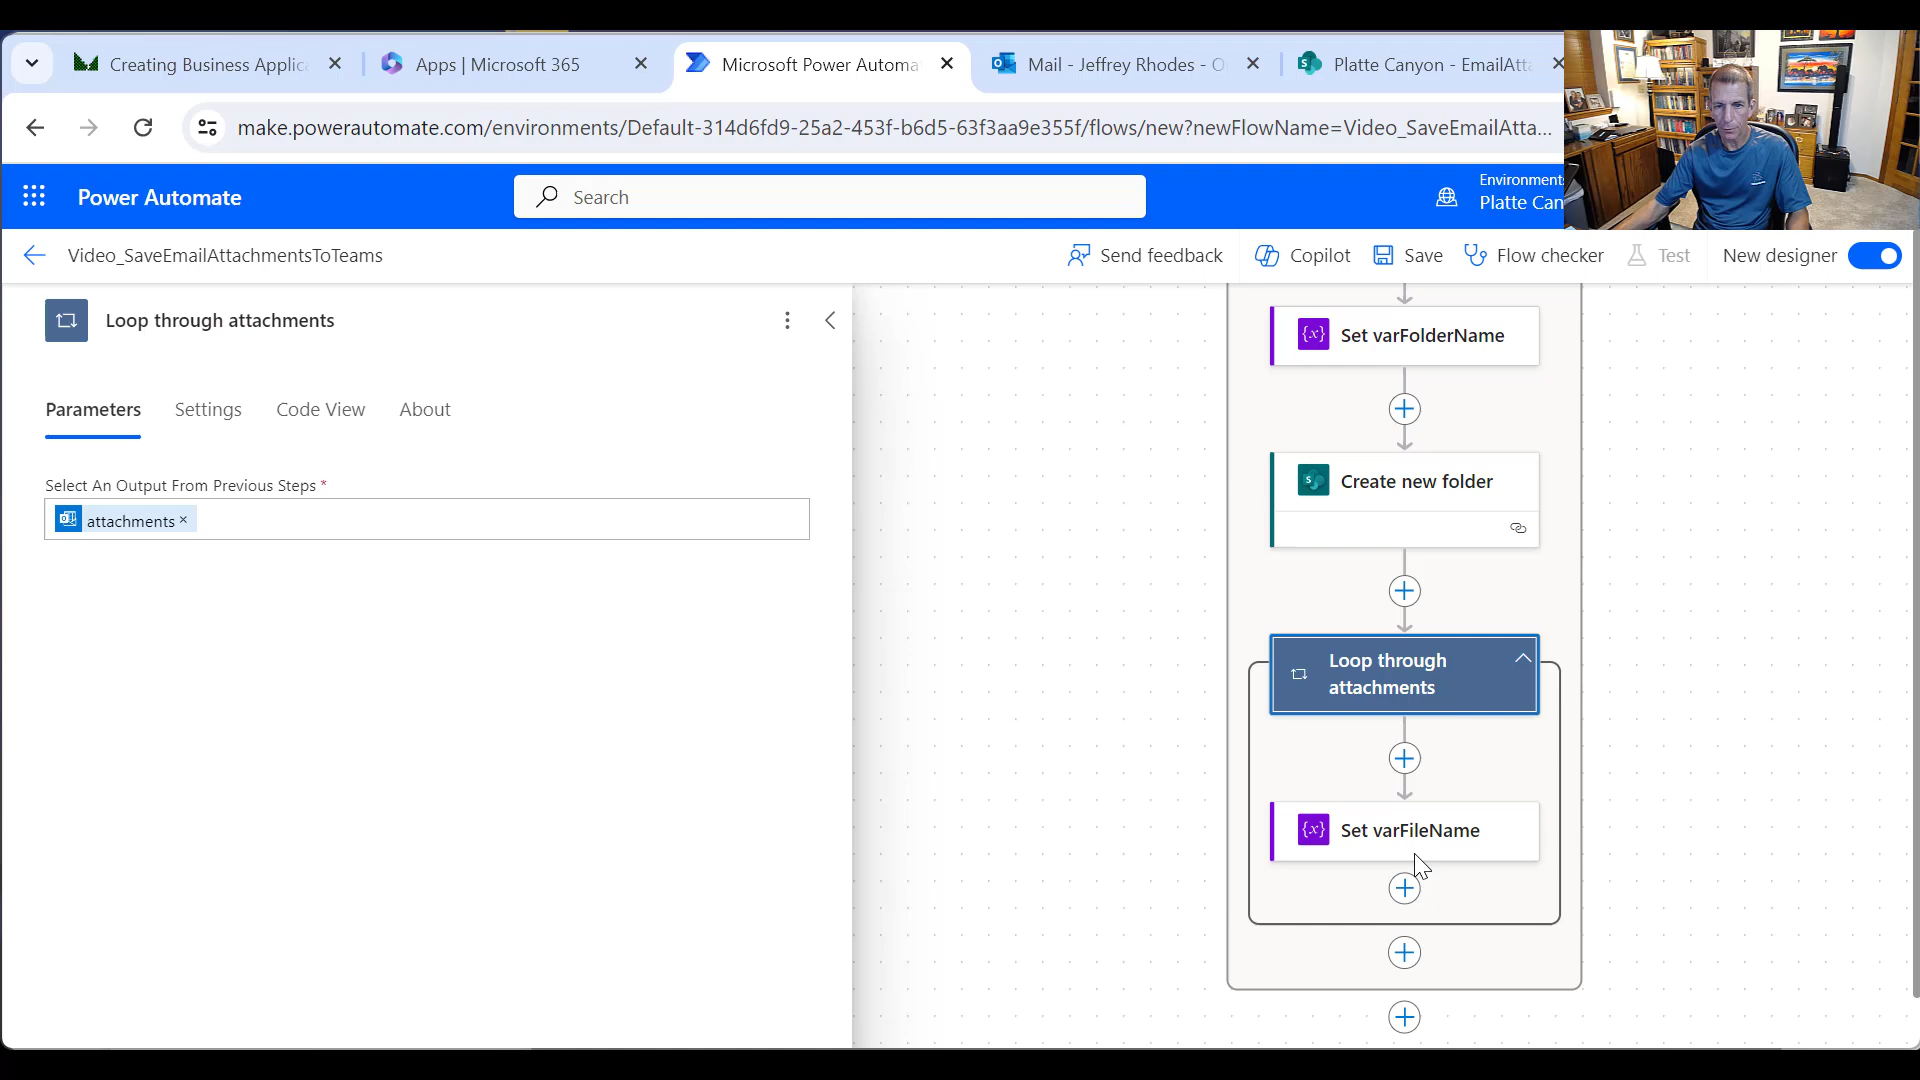 Creating Business Applica
Apps | Microsoft 365
Microsoft Power Automa
Mail - Jeffrey Rhodes - O
Platte Canyon - EmailAtta
make.powerautomate.com/environments/Default-314d6fd9-25a2-453f-b6d5-63f3aa9e355f/flows/new?newFlowName=Video_SaveEmailAtta...
Power Automate
Search
Environment
Platte Can
Video_SaveEmailAttachmentsToTeams
Send feedback
Copilot
Save
Flow checker
Test
New designer
Loop through attachments
Parameters
Settings
Code View
About
Select An Output From Previous Steps *
attachments ×
{x} Set varFolderName
Create new folder
Loop through
attachments
{x} Set varFileName